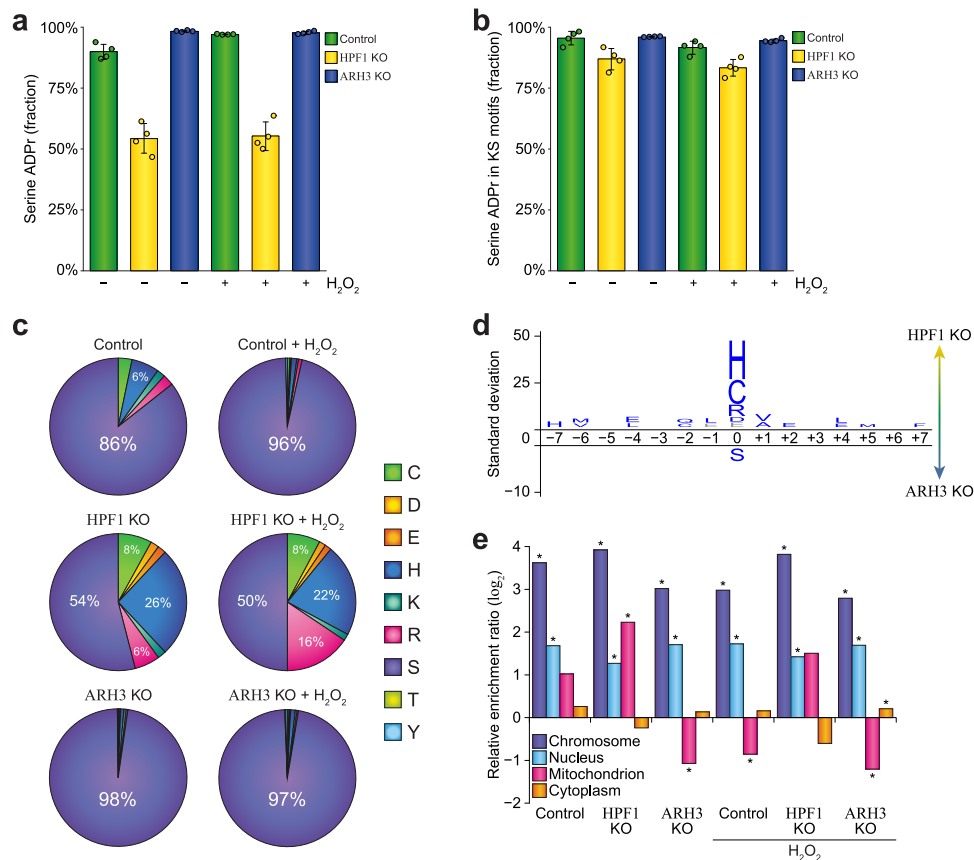 a
Serine ADPr (fraction
100%
75%
50%
25%
0%
Control
HPF1 KO
ARH3 KO
– – – + + + H₂O₂
b
Serine ADPr in KS motifs (fraction)
100%
75%
50%
25%
0%
Control
HPF1 KO
ARH3 KO
– – – + + + H₂O₂
c
Control
6%
86%
Control + H₂O₂
96%
HPF1 KO
8%
54%
26%
6%
HPF1 KO + H₂O₂
8%
50%
22%
16%
ARH3 KO
98%
ARH3 KO + H₂O₂
97%
C
D
E
H
K
R
S
T
Y
d
Standard deviation
50
25
0
−10
H
C
R
H M E L Q L V A E L M F
−7 −6 −5 −4 −3 −2 −1 0 +1 +2 +3 +4 +5 +6 +7
S
HPF1 KO
ARH3 KO
e
Relative enrichment ratio (log₂)
4
3
2
1
0
−1
−2
* * * * * * * * * * * * * * * * *
Chromosome
Nucleus
Mitochondrion
Cytoplasm
Control HPF1 KO ARH3 KO Control HPF1 KO ARH3 KO
H₂O₂